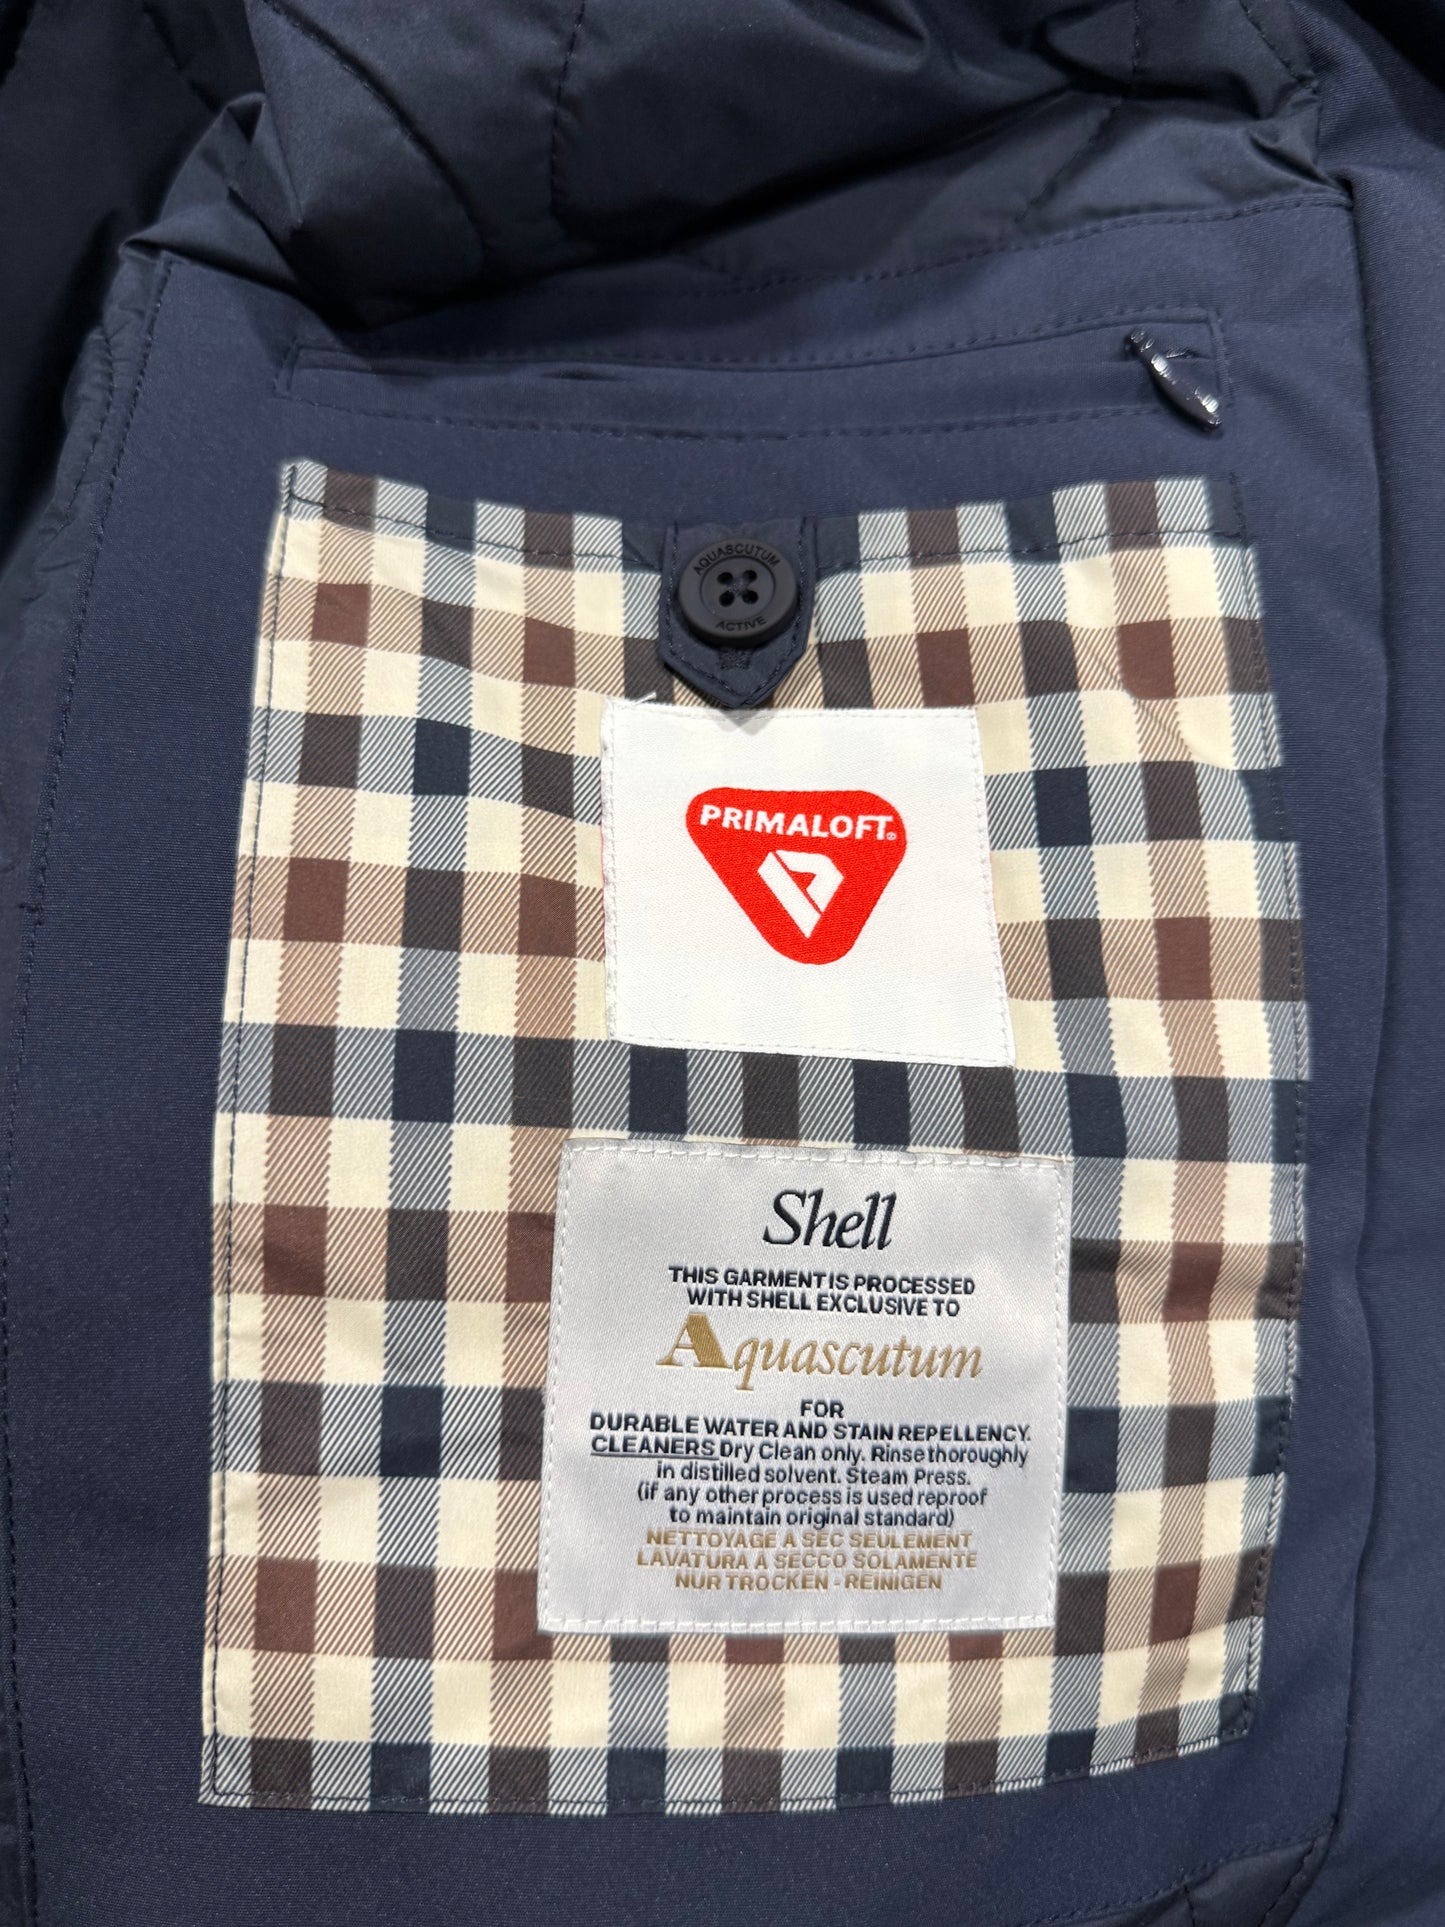 AQUASCUTUM
ACTIVE
PRIMALOFT®
Shell
THIS GARMENT IS PROCESSED
WITH SHELL EXCLUSIVE TO
Aquascutum
FOR
DURABLE WATER AND STAIN REPELLENCY.
CLEANERS Dry Clean only. Rinse thoroughly
in distilled solvent. Steam Press.
(if any other process is used reproof
to maintain original standard)
NETTOYAGE A SEC SEULEMENT
LAVATURA A SECCO SOLAMENTE
NUR TROCKEN - REINIGEN